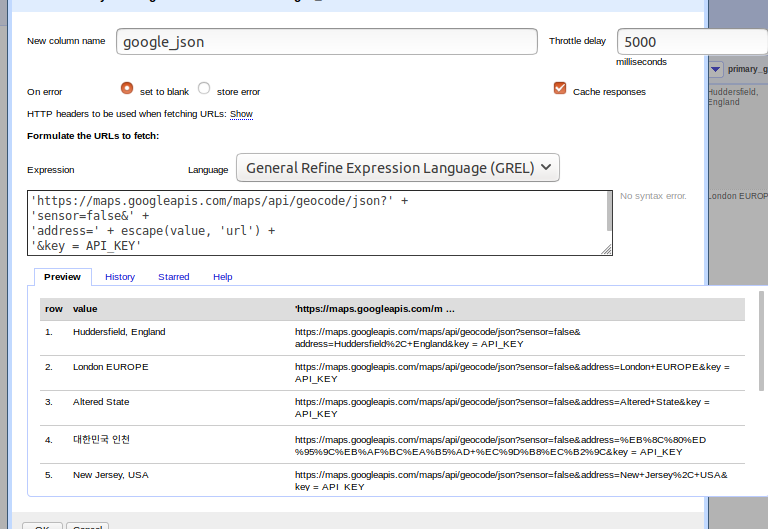 New column name google_json Throttle delay 5000
milliseconds
primary_g
On error set to blank store error Cache responses
Huddersfield,
England
HTTP headers to be used when fetching URLs: Show
Formulate the URLs to fetch:
Expression Language General Refine Expression Language (GREL)
'https://maps.googleapis.com/maps/api/geocode/json?' +
'sensor=false&' +
'address=' + escape(value, 'url') +
'&key = API_KEY'
No syntax error.
London EUROPE
Preview History Starred Help
row value 'https://maps.googleapis.com/m ...
1. Huddersfield, England https://maps.googleapis.com/maps/api/geocode/json?sensor=false&
address=Huddersfield%2C+England&key = API_KEY
2. London EUROPE https://maps.googleapis.com/maps/api/geocode/json?sensor=false&address=London+EUROPE&key =
API_KEY
3. Altered State https://maps.googleapis.com/maps/api/geocode/json?sensor=false&address=Altered+State&key =
API_KEY
4. 대한민국 인천 https://maps.googleapis.com/maps/api/geocode/json?sensor=false&address=%EB%8C%80%ED
%95%9C%EB%AF%BC%EA%B5%AD+%EC%9D%B8%EC%B2%9C&key = API_KEY
5. New Jersey, USA https://maps.googleapis.com/maps/api/geocode/json?sensor=false&address=New+Jersey%2C+USA&
key = API_KEY
OK Cancel